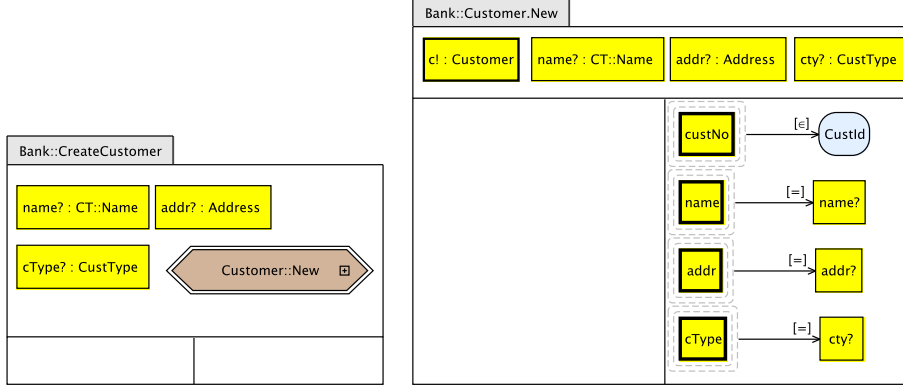 Bank::Customer.New
c! : Customer
name? : CT::Name
addr? : Address
cty? : CustType
custNo
[∈]
CustId
name
[=]
name?
addr
[=]
addr?
cType
[=]
cty?
Bank::CreateCustomer
name? : CT::Name
addr? : Address
cType? : CustType
Customer::New